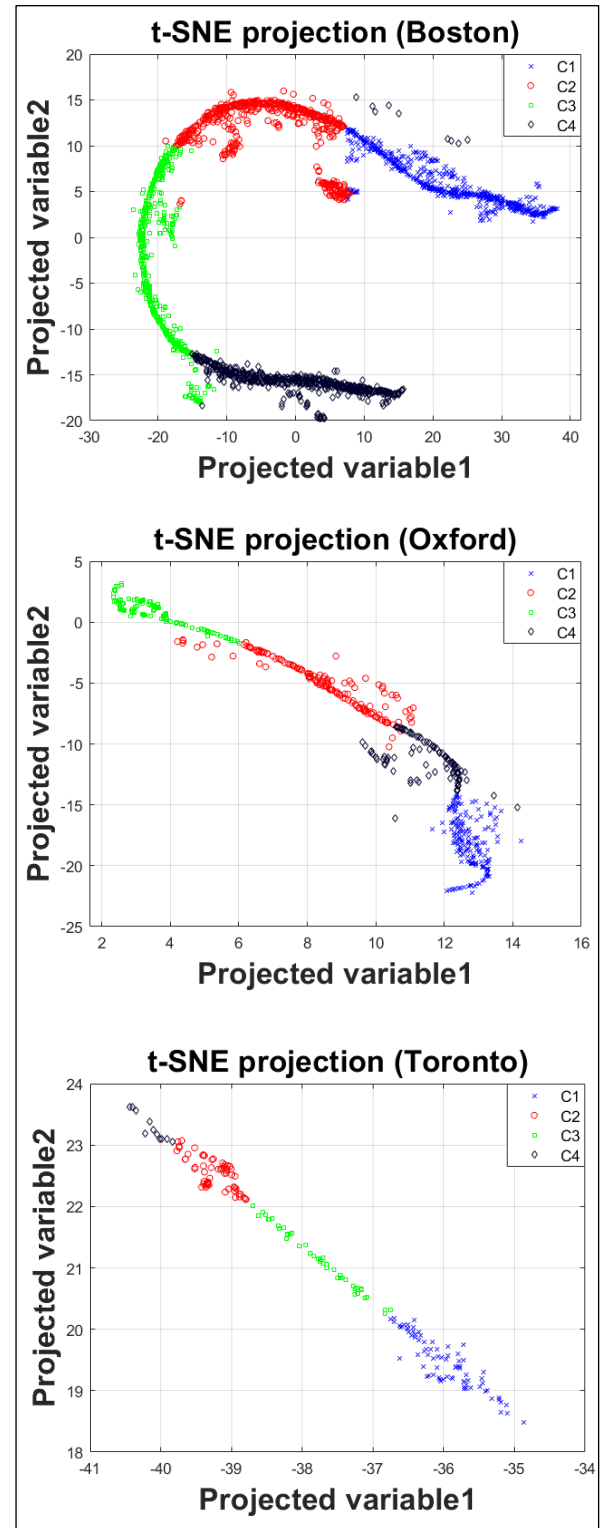 t-SNE projection (Boston)
Projected variable2
20
15
10
5
0
-5
-10
-15
-20
C1
C2
C3
C4
-30
-20
-10
0
10
20
30
40
Projected variable1
t-SNE projection (Oxford)
Projected variable2
5
0
-5
-10
-15
-20
-25
C1
C2
C3
C4
2
4
6
8
10
12
14
16
Projected variable1
t-SNE projection (Toronto)
Projected variable2
24
23
22
21
20
19
18
C1
C2
C3
C4
-41
-40
-39
-38
-37
-36
-35
-34
Projected variable1